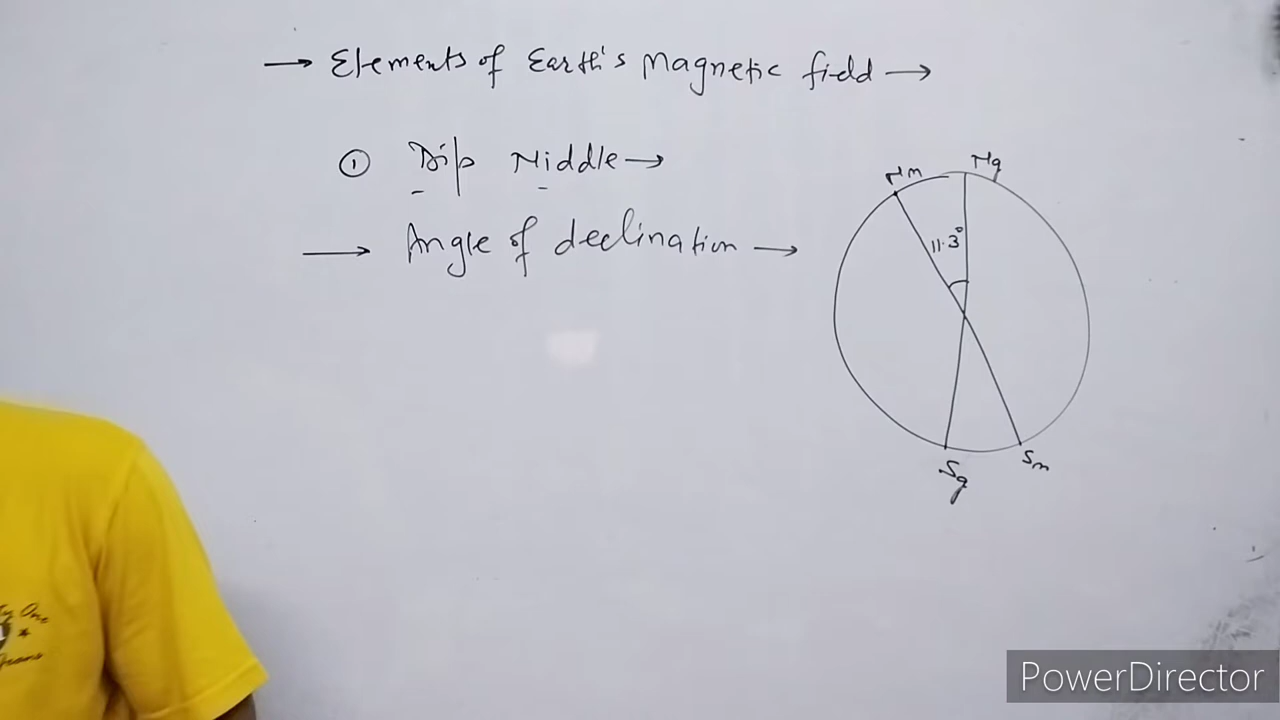 → Elements of Earth's Magnetic field →
① Dip Niddle →
→ Angle of declination →
Nm Ng
11.3°
Sg Sm
PowerDirector